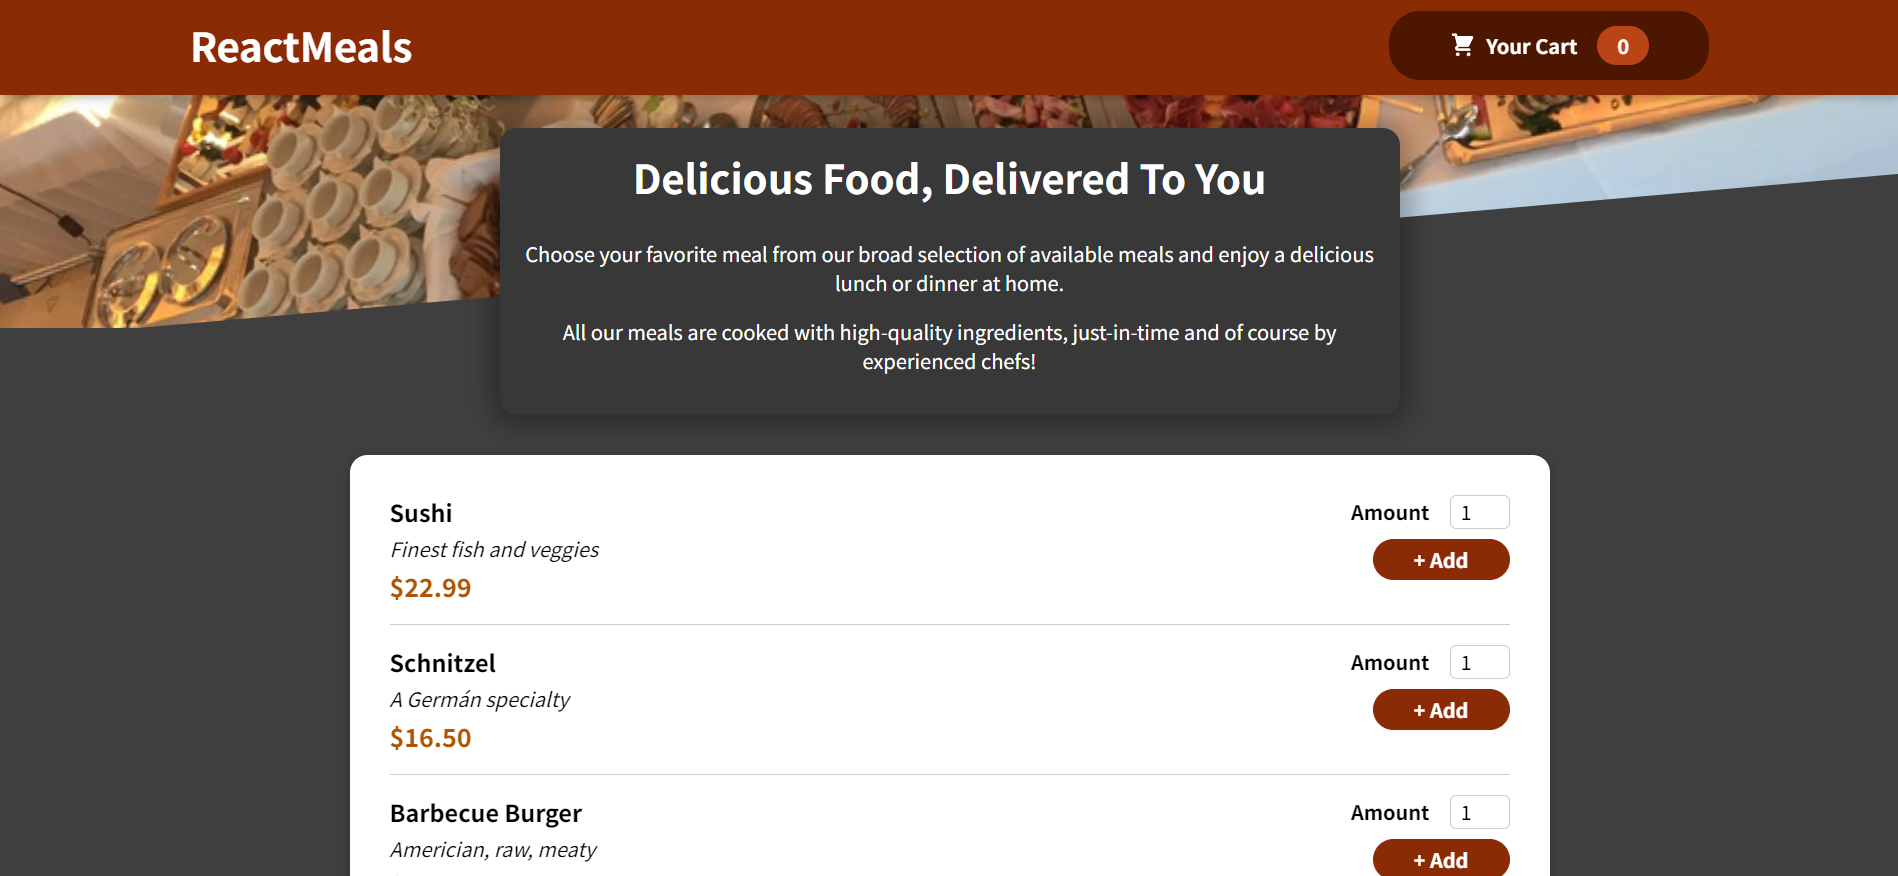 ReactMeals
Your Cart 0
Delicious Food, Delivered To You
Choose your favorite meal from our broad selection of available meals and enjoy a delicious
lunch or dinner at home.
All our meals are cooked with high-quality ingredients, just-in-time and of course by
experienced chefs!
Sushi
Finest fish and veggies
$22.99
Amount 1
+ Add
Schnitzel
A Germán specialty
$16.50
Amount 1
+ Add
Barbecue Burger
Americian, raw, meaty
Amount 1
+ Add